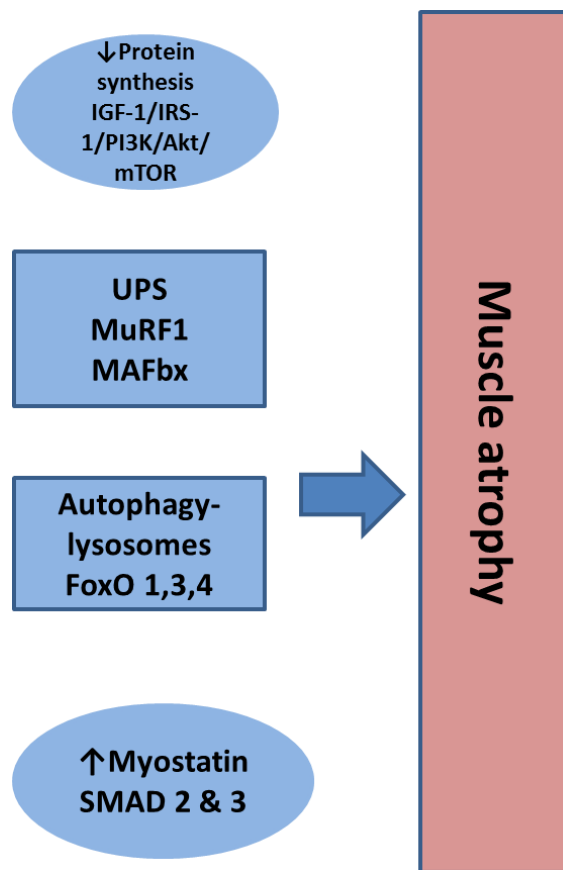 ↓Protein
synthesis
IGF-1/IRS-
1/PI3K/Akt/
mTOR
UPS
MuRF1
MAFbx
Autophagy-
lysosomes
FoxO 1,3,4
↑Myostatin
SMAD 2 & 3
Muscle atrophy